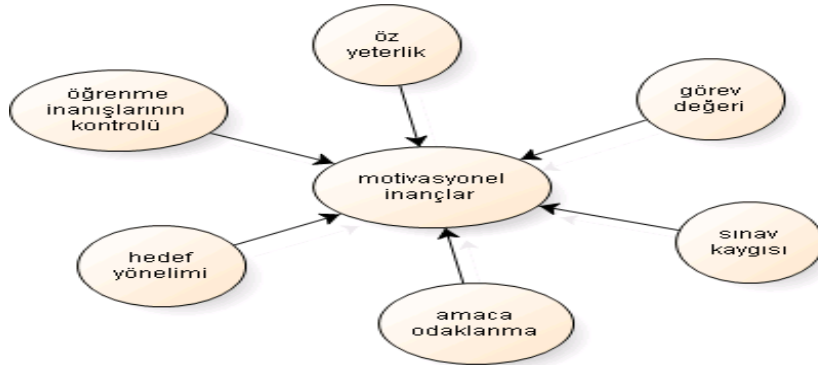 öz
yeterlik
öğrenme
inanışlarının
kontrolü
görev
değeri
motivasyonel
inançlar
hedef
yönelimi
sınav
kaygısı
amaca
odaklanma